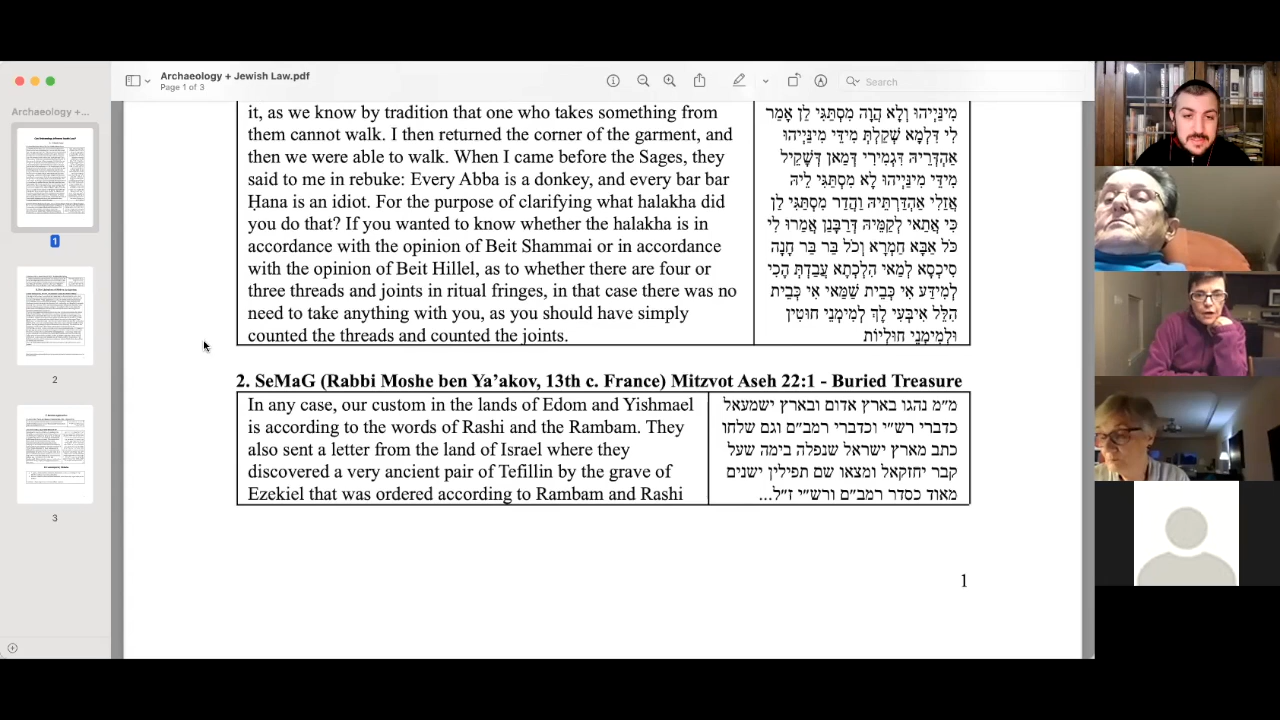 Archaeology + Jewish Law.pdf
Page 1 of 3
Search
Archaeology +...
1
2
3
it, as we know by tradition that one who takes something from
them cannot walk. I then returned the corner of the garment, and
then we were able to walk. When I came before the Sages, they
said to me in rebuke: Every Abba is a donkey, and every bar bar
Ḥana is an idiot. For the purpose of clarifying what halakha did
you do that? If you wanted to know whether the halakha is in
accordance with the opinion of Beit Shammai or in accordance
with the opinion of Beit Hillel, as to whether there are four or
three threads and joints in ritual fringes, in that case there was no
need to take anything with you, as you should have simply
counted the threads and counted the joints.
מִינַּיְיהוּ וְלָא הֲוָה מִסְתַּגִּי לַן אָמַר
לִי דִּלְמָא שְׁקַלְתְּ מִידֵּי מִינַּיְיהוּ
אַהְדְּרֵיהּ דִּגְמִירִי דְּמַאן דְּשָׁקֵיל
מִידֵּי מִינַּיְיהוּ לָא מִסְתַּגִּי לֵיהּ
אֲזַלִי אַהְדַּרְתֵּיהּ וַהֲדַר מִסְתַּגִּי לַן
כִּי אֲתַאי לְקַמֵּיהּ דְּרַבָּנַן אֲמַרוּ לִי
כֹּל אַבָּא חֲמָרָא וְכֹל בַּר בַּר חָנָה
סִיכְסָא לְמַאי הִלְכְתָא עֲבַדְתְּ הָכִי
לְמֵידַע אִי כְּבֵית שַׁמַּאי אִי כְּבֵית
הִלֵּל אִיבְּעִי לָךְ לְמִימְנֵי חוּטִין
וּלְמִימְנֵי חוּלְיוֹת
2. SeMaG (Rabbi Moshe ben Ya’akov, 13th c. France) Mitzvot Aseh 22:1 - Buried Treasure
In any case, our custom in the lands of Edom and Yishmael
is according to the words of Rashi and the Rambam. They
also sent a letter from the land of Israel where they
discovered a very ancient pair of Tefillin by the grave of
Ezekiel that was ordered according to Rambam and Rashi
מ״מ נהגו בארץ אדום ובארץ ישמעאל
כדברי רש״י וכדברי רמב״ם וגם שלחו
כתב מארץ ישראל שנפלה בימה שעל
קבר יחזקאל ומצאו שם תפילין ישנים
מאוד כסדר רמב״ם ורש״י ז״ל...
1